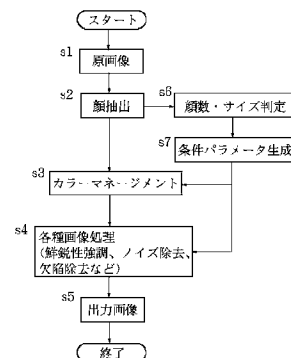 スタート
s1
原画像
s2
顔抽出
s6
顔数・サイズ判定
s7
条件パラメータ生成
s3
カラーマネージメント
s4
各種画像処理
(鮮鋭性強調、ノイズ除去、
欠陥除去など)
s5
出力画像
終了